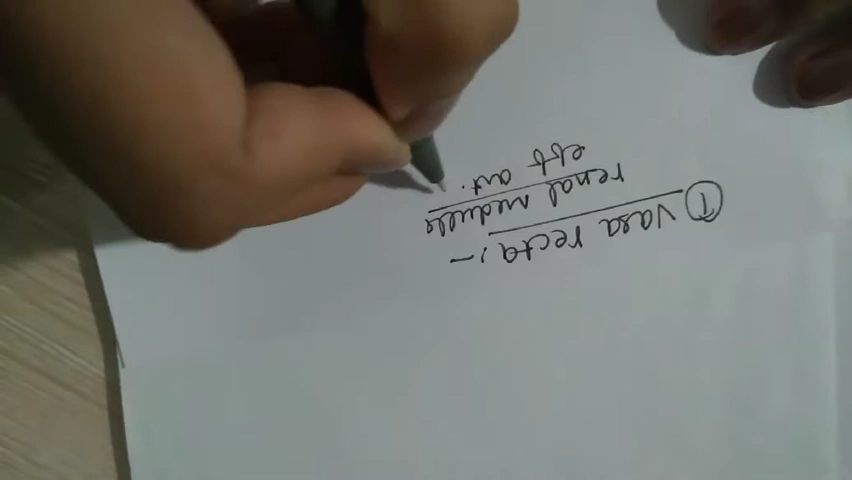 ① Vasa recta :-
renal medulla
eff art.